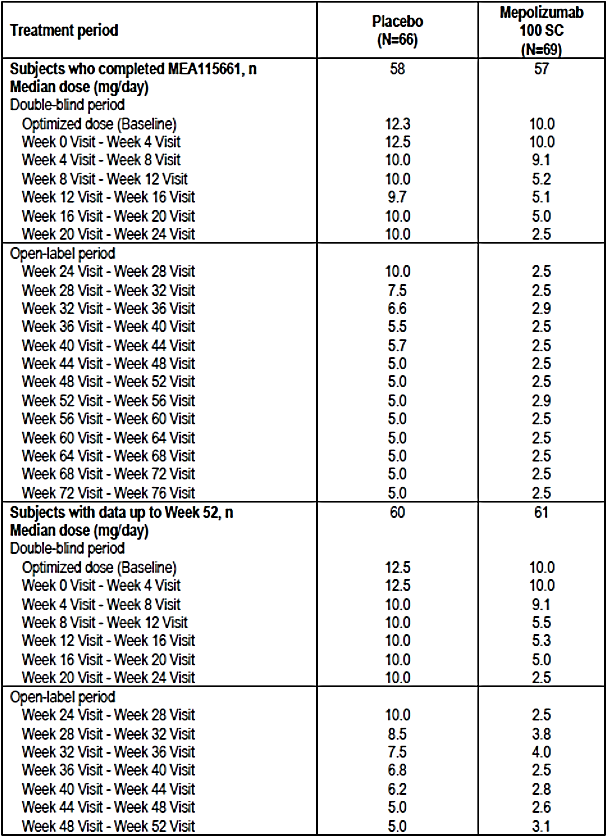 Treatment period Placebo (N=66) Mepolizumab 100 SC (N=69)
Subjects who completed MEA115661, n 58 57
Median dose (mg/day)
Double-blind period
Optimized dose (Baseline) 12.3 10.0
Week 0 Visit - Week 4 Visit 12.5 10.0
Week 4 Visit - Week 8 Visit 10.0 9.1
Week 8 Visit - Week 12 Visit 10.0 5.2
Week 12 Visit - Week 16 Visit 9.7 5.1
Week 16 Visit - Week 20 Visit 10.0 5.0
Week 20 Visit - Week 24 Visit 10.0 2.5
Open-label period
Week 24 Visit - Week 28 Visit 10.0 2.5
Week 28 Visit - Week 32 Visit 7.5 2.5
Week 32 Visit - Week 36 Visit 6.6 2.9
Week 36 Visit - Week 40 Visit 5.5 2.5
Week 40 Visit - Week 44 Visit 5.7 2.5
Week 44 Visit - Week 48 Visit 5.0 2.5
Week 48 Visit - Week 52 Visit 5.0 2.5
Week 52 Visit - Week 56 Visit 5.0 2.9
Week 56 Visit - Week 60 Visit 5.0 2.5
Week 60 Visit - Week 64 Visit 5.0 2.5
Week 64 Visit - Week 68 Visit 5.0 2.5
Week 68 Visit - Week 72 Visit 5.0 2.5
Week 72 Visit - Week 76 Visit 5.0 2.5
Subjects with data up to Week 52, n 60 61
Median dose (mg/day)
Double-blind period
Optimized dose (Baseline) 12.5 10.0
Week 0 Visit - Week 4 Visit 12.5 10.0
Week 4 Visit - Week 8 Visit 10.0 9.1
Week 8 Visit - Week 12 Visit 10.0 5.5
Week 12 Visit - Week 16 Visit 10.0 5.3
Week 16 Visit - Week 20 Visit 10.0 5.0
Week 20 Visit - Week 24 Visit 10.0 2.5
Open-label period
Week 24 Visit - Week 28 Visit 10.0 2.5
Week 28 Visit - Week 32 Visit 8.5 3.8
Week 32 Visit - Week 36 Visit 7.5 4.0
Week 36 Visit - Week 40 Visit 6.8 2.5
Week 40 Visit - Week 44 Visit 6.2 2.8
Week 44 Visit - Week 48 Visit 5.0 2.6
Week 48 Visit - Week 52 Visit 5.0 3.1